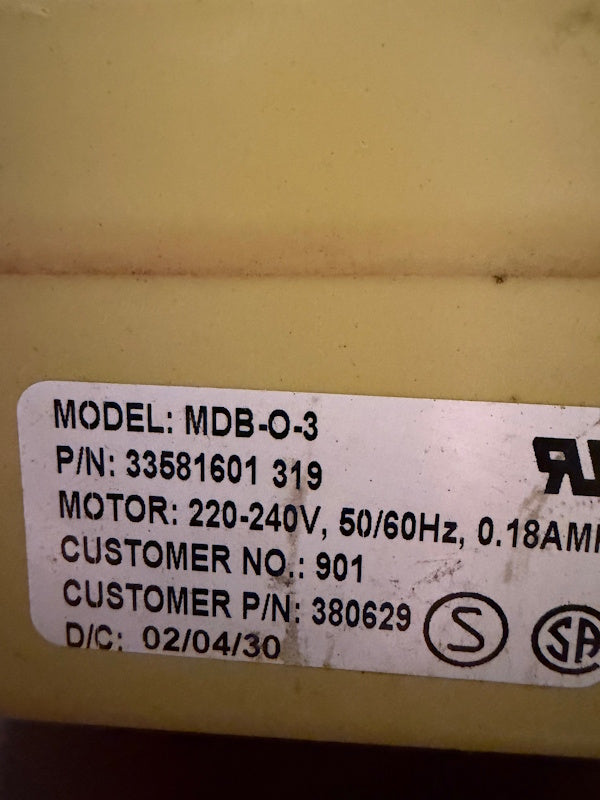 MODEL: MDB-O-3
P/N: 33581601 319
MOTOR: 220-240V, 50/60Hz, 0.18AM
CUSTOMER NO.: 901
CUSTOMER P/N: 380629
D/C: 02/04/30
S
SA